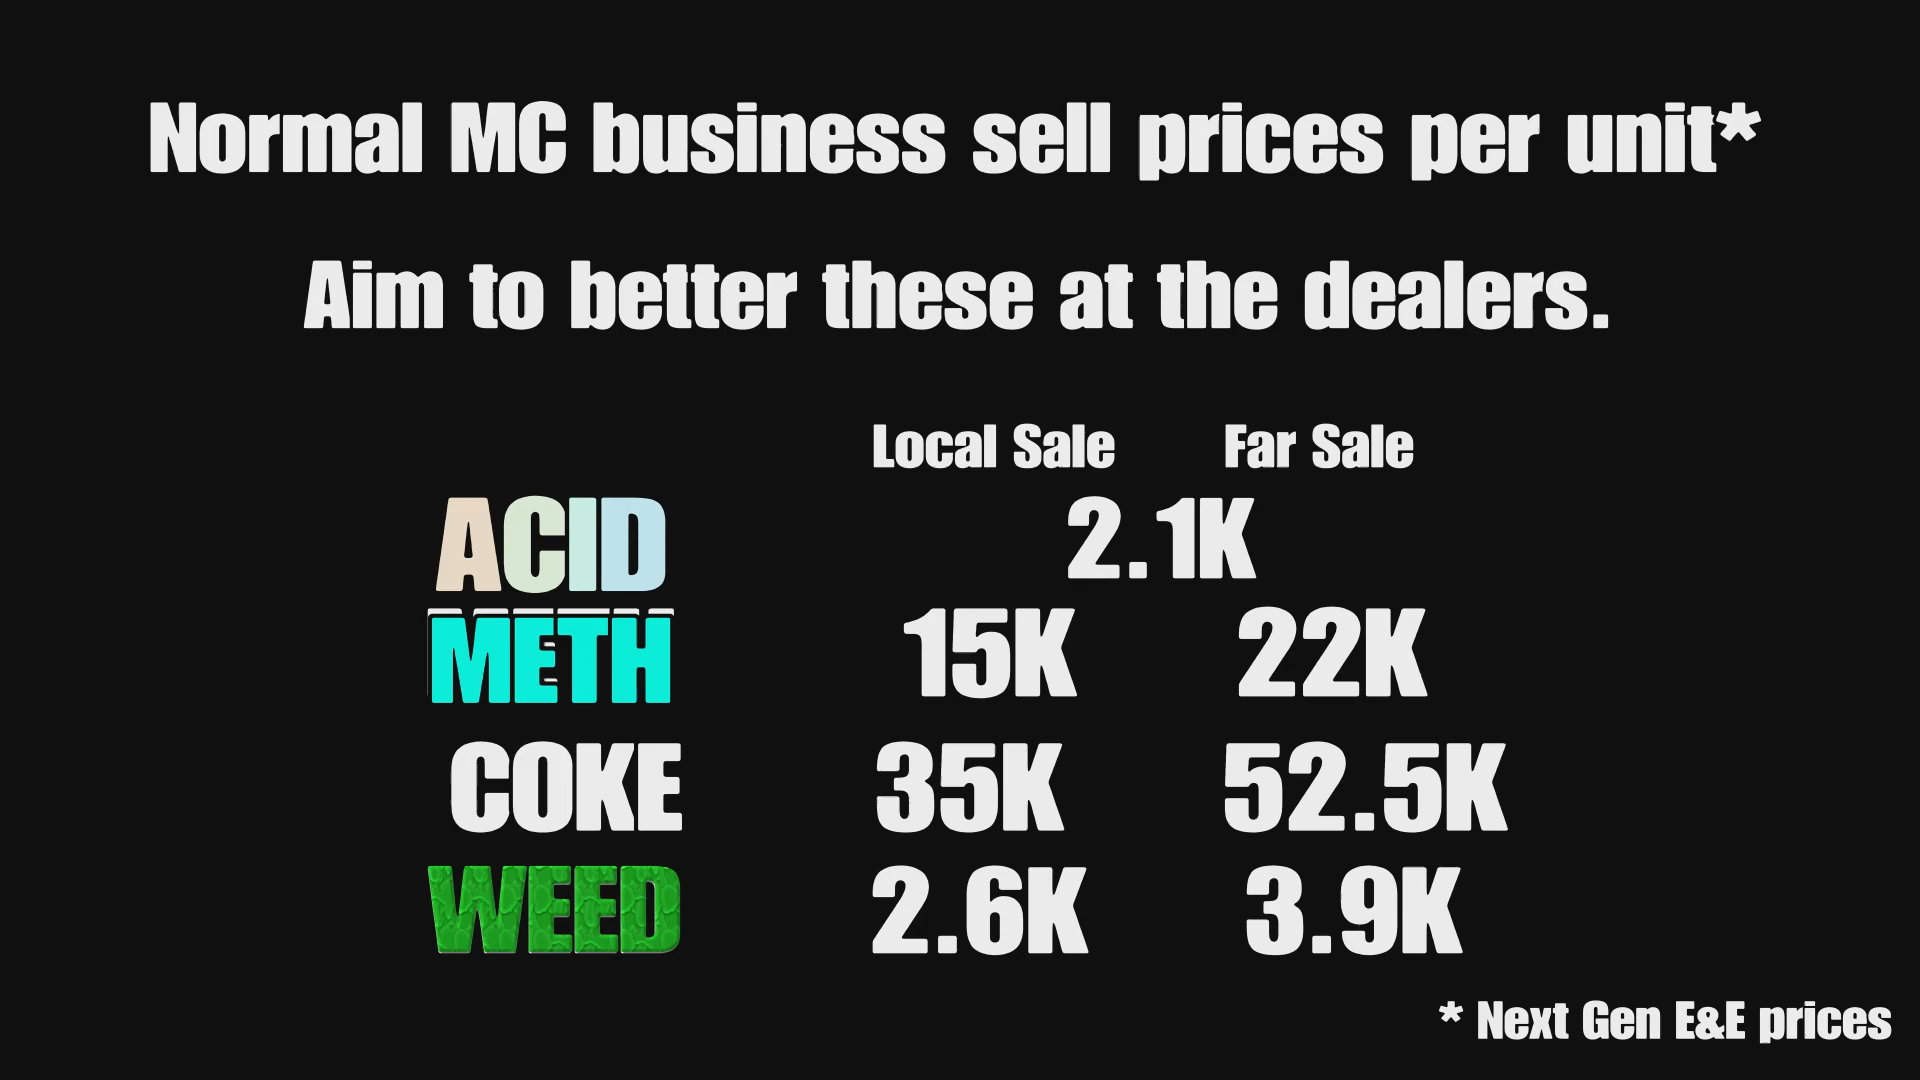 Normal MC business sell prices per unit*
Aim to better these at the dealers.
Local Sale Far Sale
ACID 2.1K
METH 15K 22K
COKE 35K 52.5K
WEED 2.6K 3.9K
* Next Gen E&E prices